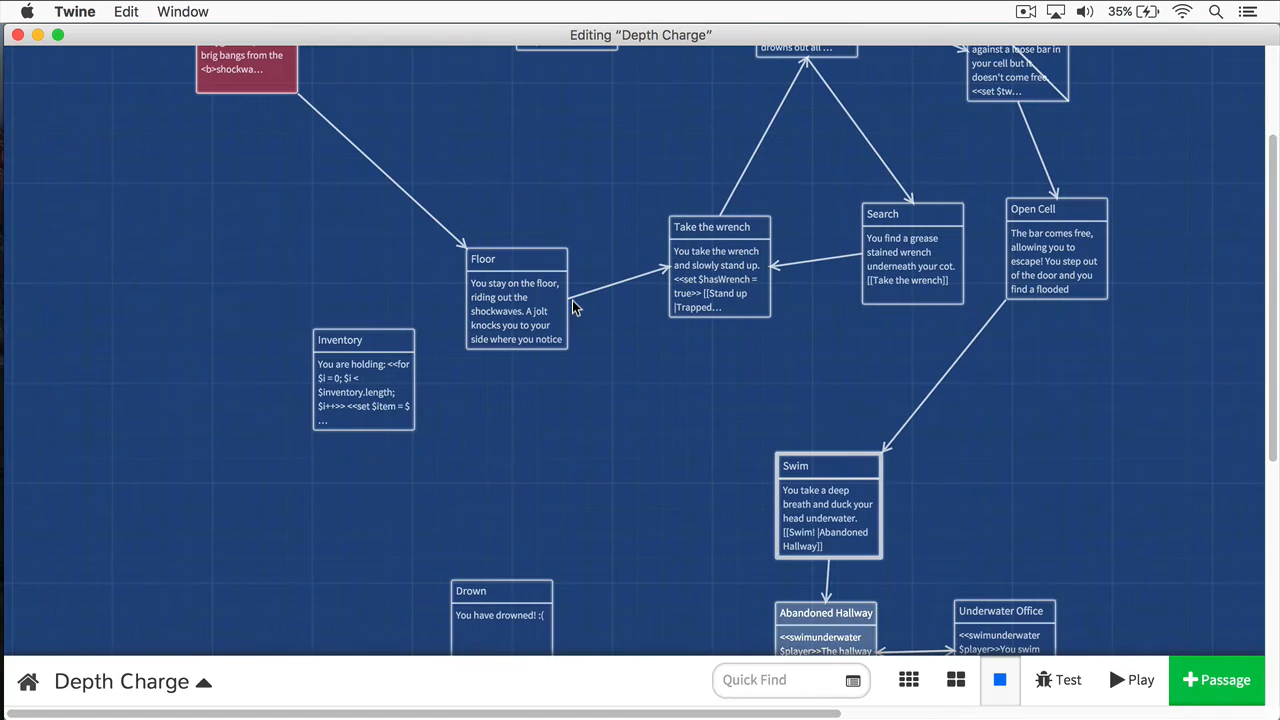 Twine Edit Window 35%
Editing “Depth Charge”
brig bangs from the
<b>shockwa…
drowns out all …
against a loose bar in
your cell but it
doesn't come free
<<set $tw…
Floor
You stay on the floor,
riding out the
shockwaves. A jolt
knocks you to your
side where you notice
Take the wrench
You take the wrench
and slowly stand up.
<<set $hasWrench =
true>> [[Stand up
|Trapped…
Search
You find a grease
stained wrench
underneath your cot.
[[Take the wrench]]
Open Cell
The bar comes free,
allowing you to
escape! You step out
of the door and you
find a flooded
Inventory
You are holding: <<for
$i = 0; $i <
$inventory.length;
$i++>> <<set $item = $
…
Swim
You take a deep
breath and duck your
head underwater.
[[Swim! |Abandoned
Hallway]]
Drown
You have drowned! :(
Abandoned Hallway
<<swimunderwater
$player>>The hallway
Underwater Office
<<swimunderwater
$player>>You swim
Depth Charge
Quick Find
Test
Play
+Passage